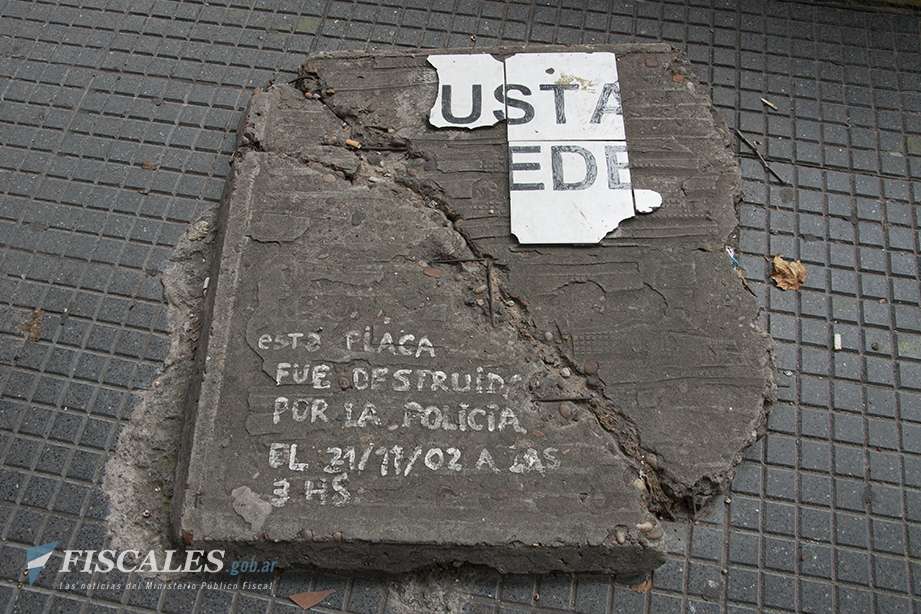 USTA
EDE
esta PLACA
FUE DESTRUIDA
POR LA POLICIA
EL 21/11/02 A LAS
3 HS
FISCALES.gob.ar
Las noticias del Ministerio Público Fiscal